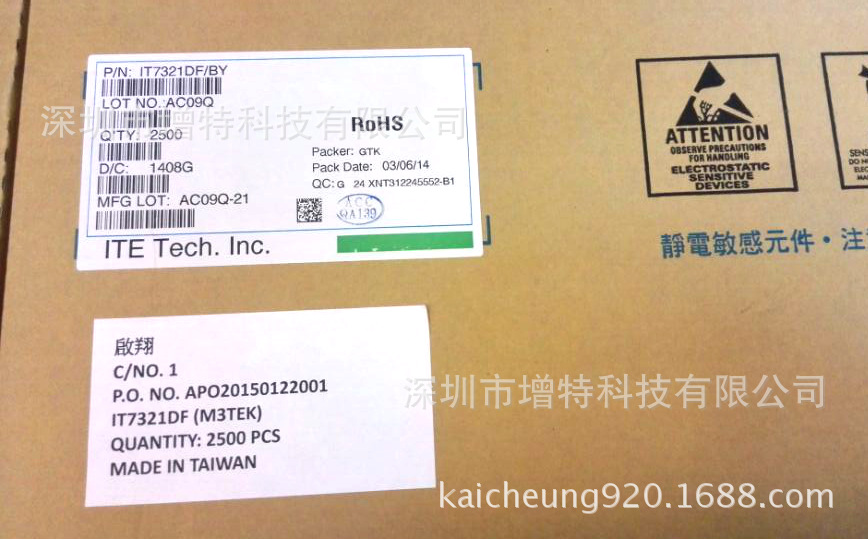 P/N: IT7321DF/BY
LOT NO.:AC09Q
Q'TY: 2500
D/C: 1408G
MFG LOT: AC09Q-21
RoHS
Packer: GTK
Pack Date: 03/06/14
QC: G 24 XNT312245552-B1
ACC
QA139
ITE Tech. Inc.
深圳市增特科技有限公司
ATTENTION
OBSERVE PRECAUTIONS
FOR HANDLING
ELECTROSTATIC
SENSITIVE
DEVICES
靜電敏感元件・注
啟翔
C/NO. 1
P.O. NO. APO20150122001
IT7321DF (M3TEK)
QUANTITY: 2500 PCS
MADE IN TAIWAN
深圳市增特科技有限公司
kaicheung920.1688.com